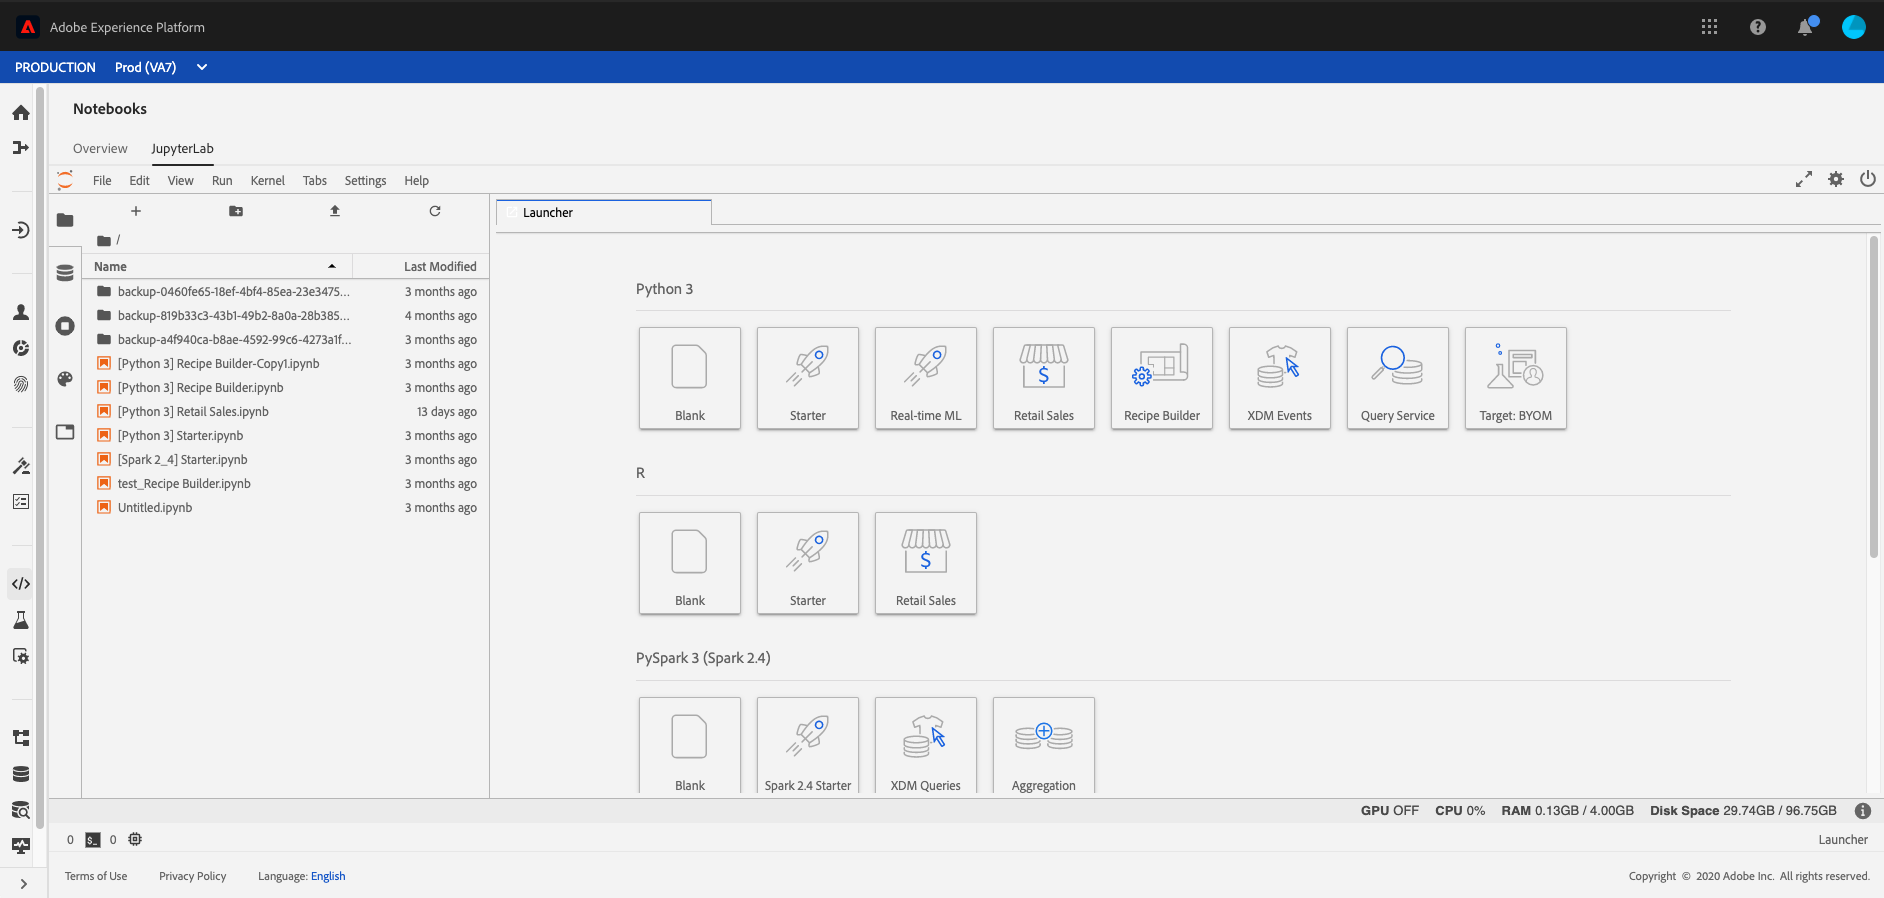 Adobe Experience Platform
PRODUCTION Prod (VA7)
Notebooks
Overview JupyterLab
File Edit View Run Kernel Tabs Settings Help
/
Name Last Modified
backup-0460fe65-18ef-4bf4-85ea-23e3475... 3 months ago
backup-819b33c3-43b1-49b2-8a0a-28b385... 4 months ago
backup-a4f940ca-b8ae-4592-99c6-4273a1f... 3 months ago
[Python 3] Recipe Builder-Copy1.ipynb 3 months ago
[Python 3] Recipe Builder.ipynb 3 months ago
[Python 3] Retail Sales.ipynb 13 days ago
[Python 3] Starter.ipynb 3 months ago
[Spark 2_4] Starter.ipynb 3 months ago
test_Recipe Builder.ipynb 3 months ago
Untitled.ipynb 3 months ago
Launcher
Python 3
Blank Starter Real-time ML Retail Sales Recipe Builder XDM Events Query Service Target: BYOM
R
Blank Starter Retail Sales
PySpark 3 (Spark 2.4)
Blank Spark 2.4 Starter XDM Queries Aggregation
GPU OFF CPU 0% RAM 0.13GB / 4.00GB Disk Space 29.74GB / 96.75GB
0 $_ 0 Launcher
Terms of Use Privacy Policy Language: English Copyright © 2020 Adobe Inc. All rights reserved.